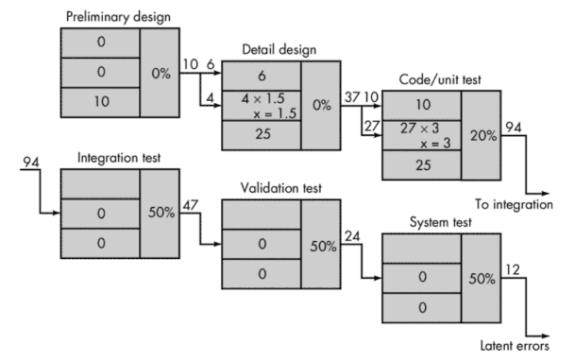 Preliminary design
0
0
10
0%
10 6
4
Detail design
6
4 × 1.5
x = 1.5
25
0%
37 10
27
Code/unit test
10
27 × 3
x = 3
25
20%
94
To integration
94
Integration test
0
0
50%
47
Validation test
0
0
50%
24
System test
0
0
50%
12
Latent errors